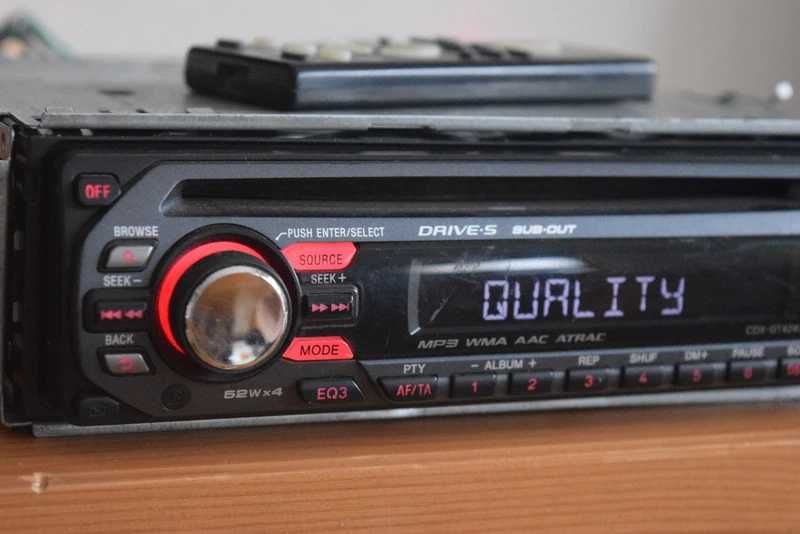 OFF
BROWSE
PUSH ENTER/SELECT
DRIVE·S SUB-OUT
SOURCE
SEEK −
SEEK +
QUALITY
BACK
MODE
MP3 WMA AAC ATRAC
52W×4
EQ3
PTY
AF/TA
− ALBUM +
REP
SHUF
DM+
PAUSE
1
2
3
4
5
6